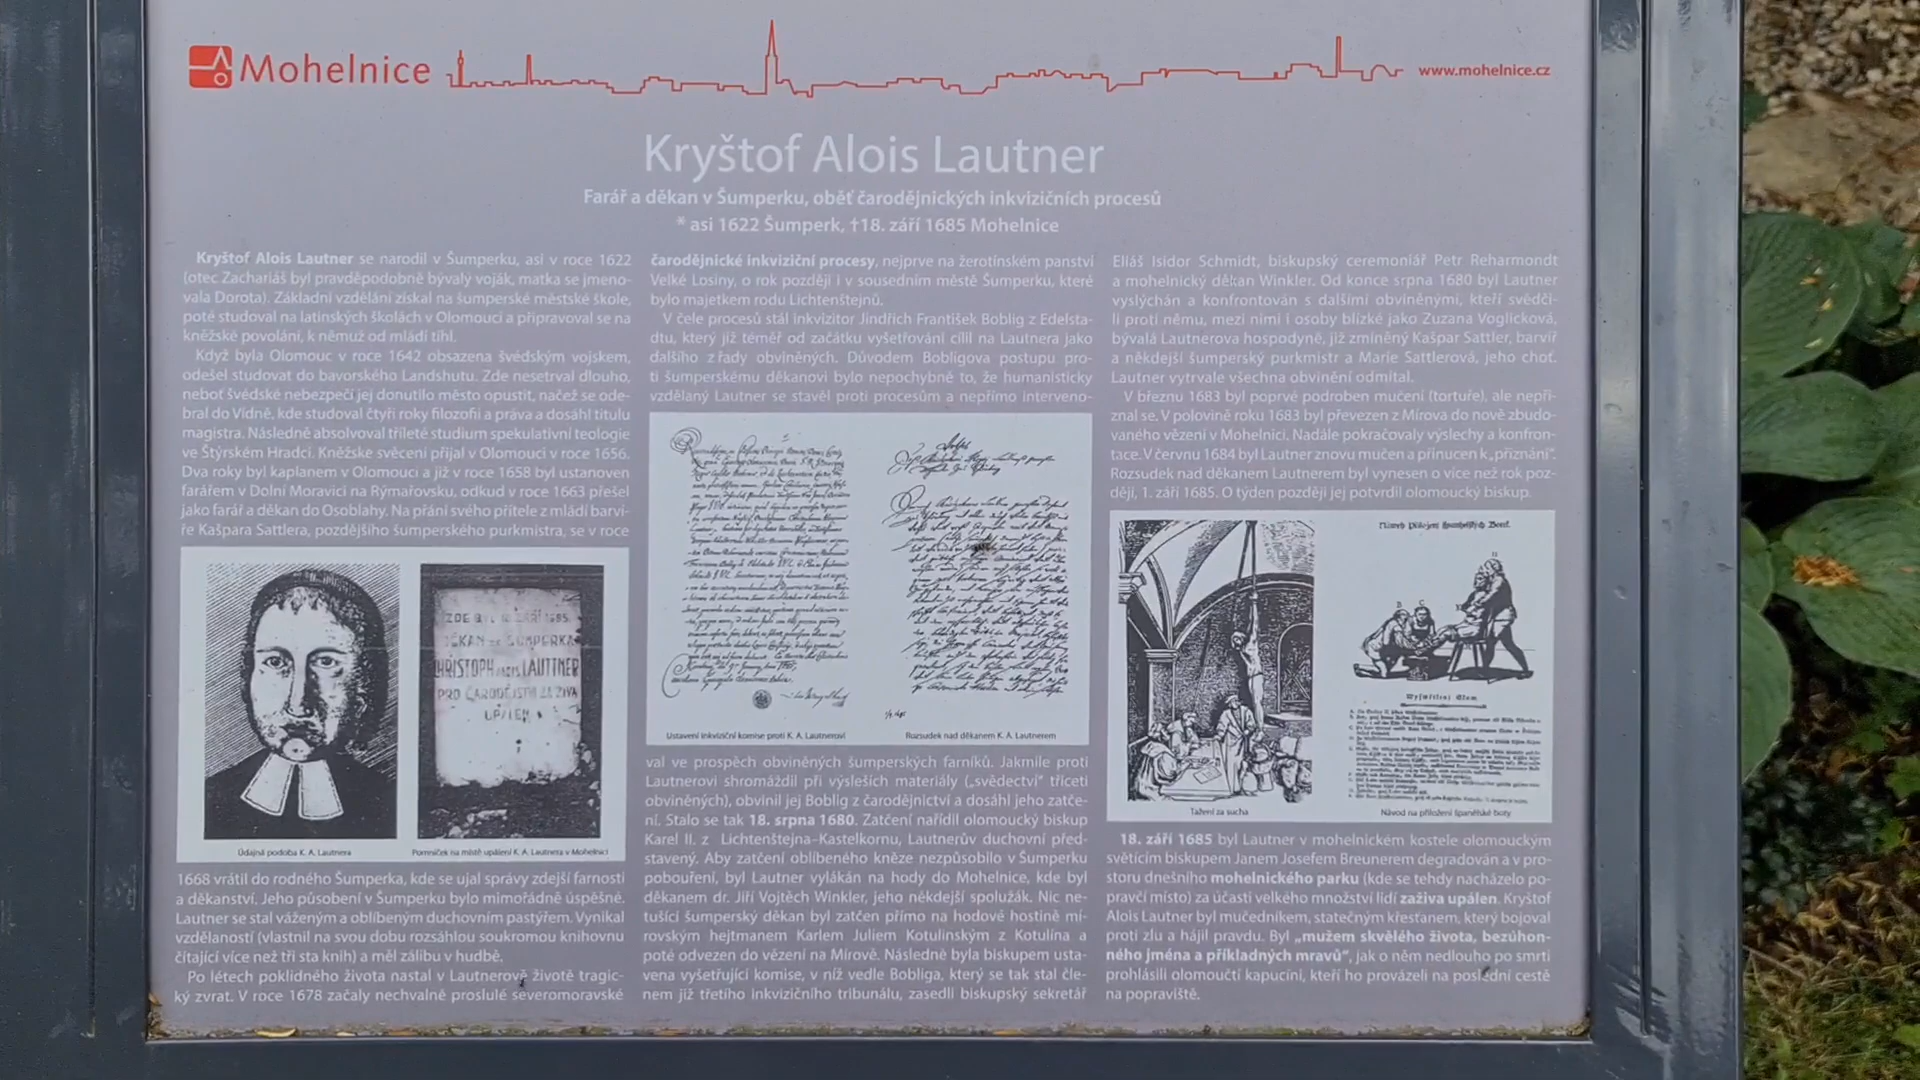 Mohelnice
www.mohelnice.cz
Kryštof Alois Lautner
Farář a děkan v Šumperku, oběť čarodějnických inkvizičních procesů
* asi 1622 Šumperk, †18. září 1685 Mohelnice
Kryštof Alois Lautner se narodil v Šumperku, asi v roce 1622
(otec Zachariáš byl pravděpodobně bývalý voják, matka se jmeno-
vala Dorota). Základní vzdělání získal na šumperské městské škole,
poté studoval na latinských školách v Olomouci a připravoval se na
kněžské povolání, k němuž od mládí tíhl.
Když byla Olomouc v roce 1642 obsazena švédským vojskem,
odešel studovat do bavorského Landshutu. Zde nesetrval dlouho,
neboť švédské nebezpečí jej donutilo město opustit, načež se ode-
bral do Vídně, kde studoval čtyři roky filozofii a práva a dosáhl titulu
magistra. Následně absolvoval tříleté studium spekulativní teologie
ve Štýrském Hradci. Kněžské svěcení přijal v Olomouci v roce 1656.
Dva roky byl kaplanem v Olomouci a již v roce 1658 byl ustanoven
farářem v Dolní Moravici na Rýmařovsku, odkud v roce 1663 přešel
jako farář a děkan do Osoblahy. Na přání svého přítele z mládí barví-
ře Kašpara Sattlera, pozdějšího šumperského purkmistra, se v roce
ZDE BYL 18. ZÁŘÍ 1685
DĚKAN ZE ŠUMPERKA
CHRISTOPH ALOIS LAUTTNER
PRO ČARODĚJSTVÍ ZA ŽIVA
UPÁLEN
Údajná podoba K. A. Lautnera
Pomníček na místě upálení K. A. Lautnera v Mohelnici
1668 vrátil do rodného Šumperka, kde se ujal správy zdejší farnosti
a děkanství. Jeho působení v Šumperku bylo mimořádně úspěšné.
Lautner se stal váženým a oblíbeným duchovním pastýřem. Vynikal
vzdělaností (vlastnil na svou dobu rozsáhlou soukromou knihovnu
čítající více než tři sta knih) a měl zálibu v hudbě.
Po létech poklidného života nastal v Lautnerově životě tragic-
ký zvrat. V roce 1678 začaly nechvalně proslulé severomoravské
čarodějnické inkviziční procesy, nejprve na žerotínském panství
Velké Losiny, o rok později i v sousedním městě Šumperku, které
bylo majetkem rodu Lichtenštejnů.
V čele procesů stál inkvizitor Jindřich František Boblig z Edelsta-
dtu, který již téměř od začátku vyšetřování cílil na Lautnera jako
dalšího z řady obviněných. Důvodem Bobligova postupu pro-
ti šumperskému děkanovi bylo nepochybně to, že humanisticky
vzdělaný Lautner se stavěl proti procesům a nepřímo interveno-
Ustavení inkviziční komise proti K. A. Lautnerovi
Rozsudek nad děkanem K. A. Lautnerem
val ve prospěch obviněných šumperských farníků. Jakmile proti
Lautnerovi shromáždil při výsleších materiály („svědectví“ třiceti
obviněných), obvinil jej Boblig z čarodějnictví a dosáhl jeho zatče-
ní. Stalo se tak 18. srpna 1680. Zatčení nařídil olomoucký biskup
Karel II. z Lichtenštejna–Kastelkornu, Lautnerův duchovní před-
stavený. Aby zatčení oblíbeného kněze nezpůsobilo v Šumperku
pobouření, byl Lautner vylákán na hody do Mohelnice, kde byl
děkanem dr. Jiří Vojtěch Winkler, jeho někdejší spolužák. Nic ne-
tušící šumperský děkan byl zatčen přímo na hodové hostině mí-
rovským hejtmanem Karlem Juliem Kotulinským z Kotulína a
poté odvezen do vězení na Mírově. Následně byla biskupem usta-
vena vyšetřující komise, v níž vedle Bobliga, který se tak stal čle-
nem již třetího inkvizičního tribunálu, zasedli biskupský sekretář
Eliáš Isidor Schmidt, biskupský ceremoniář Petr Reharmondt
a mohelnický děkan Winkler. Od konce srpna 1680 byl Lautner
vyslýchán a konfrontován s dalšími obviněnými, kteří svědči-
li proti němu, mezi nimi i osoby blízké jako Zuzana Voglicková,
bývalá Lautnerova hospodyně, již zmíněný Kašpar Sattler, barvíř
a někdejší šumperský purkmistr a Marie Sattlerová, jeho choť.
Lautner vytrvale všechna obvinění odmítal.
V březnu 1683 byl poprvé podroben mučení (tortuře), ale nepři-
znal se. V polovině roku 1683 byl převezen z Mírova do nově zbudo-
vaného vězení v Mohelnici. Nadále pokračovaly výslechy a konfron-
tace. V červnu 1684 byl Lautner znovu mučen a přinucen k „přiznání“.
Rozsudek nad děkanem Lautnerem byl vynesen o více než rok poz-
ději, 1. září 1685. O týden později jej potvrdil olomoucký biskup.
Tažení za sucha
Návod na přiložení španělské boty
18. září 1685 byl Lautner v mohelnickém kostele olomouckým
světícím biskupem Janem Josefem Breunerem degradován a v pro-
storu dnešního mohelnického parku (kde se tehdy nacházelo po-
pravčí místo) za účasti velkého množství lidí zaživa upálen. Kryštof
Alois Lautner byl mučedníkem, statečným křesťanem, který bojoval
proti zlu a hájil pravdu. Byl „mužem skvělého života, bezúhon-
ného jména a příkladných mravů“, jak o něm nedlouho po smrti
prohlásili olomoučtí kapucíni, kteří ho provázeli na poslední cestě
na popraviště.